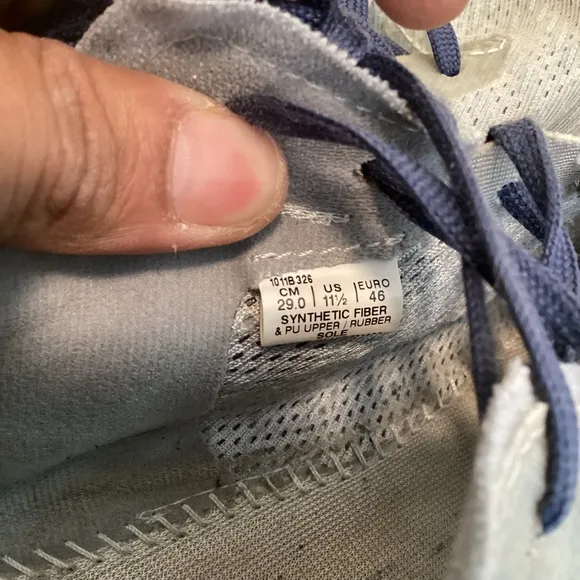 1011B326
CM | US | EURO
29.0 | 11½ | 46
SYNTHETIC FIBER
& PU UPPER / RUBBER
SOLE